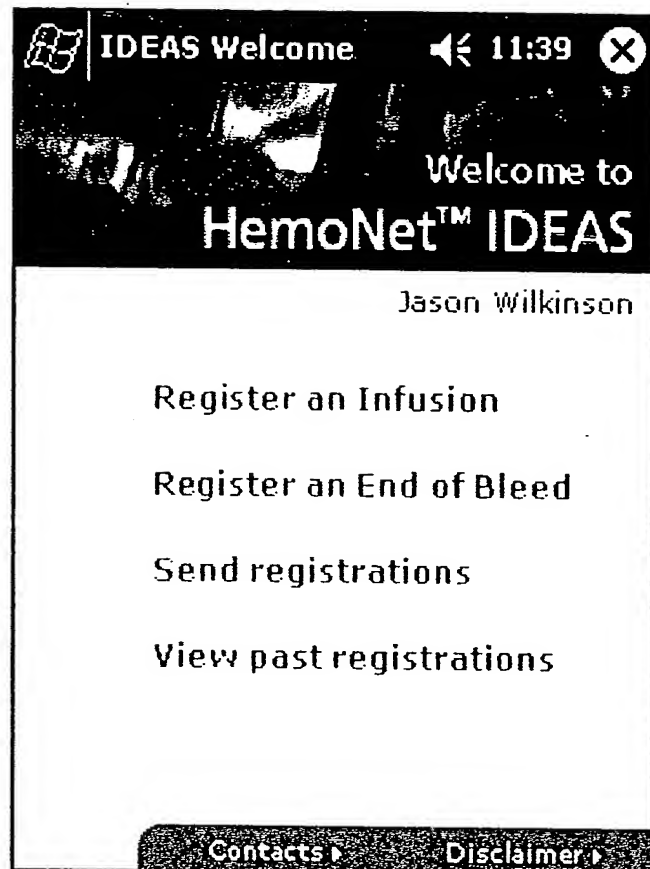 IDEAS Welcome 11:39
Welcome to
HemoNet™ IDEAS
Jason Wilkinson
Register an Infusion
Register an End of Bleed
Send registrations
View past registrations
Contacts Disclaimer